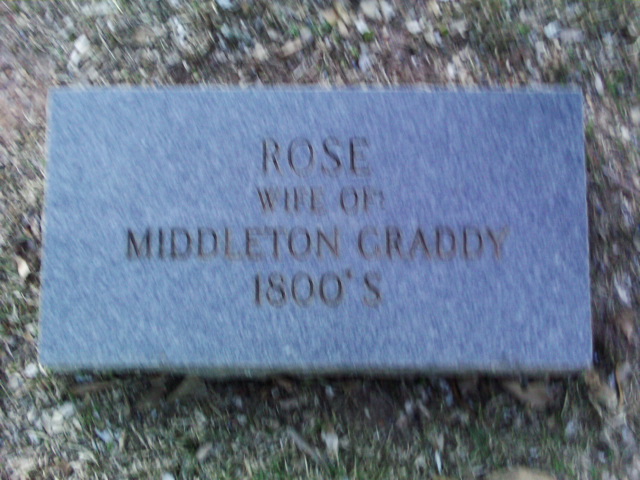 ROSE
WIFE OF
MIDDLETON GRADDY
1800'S